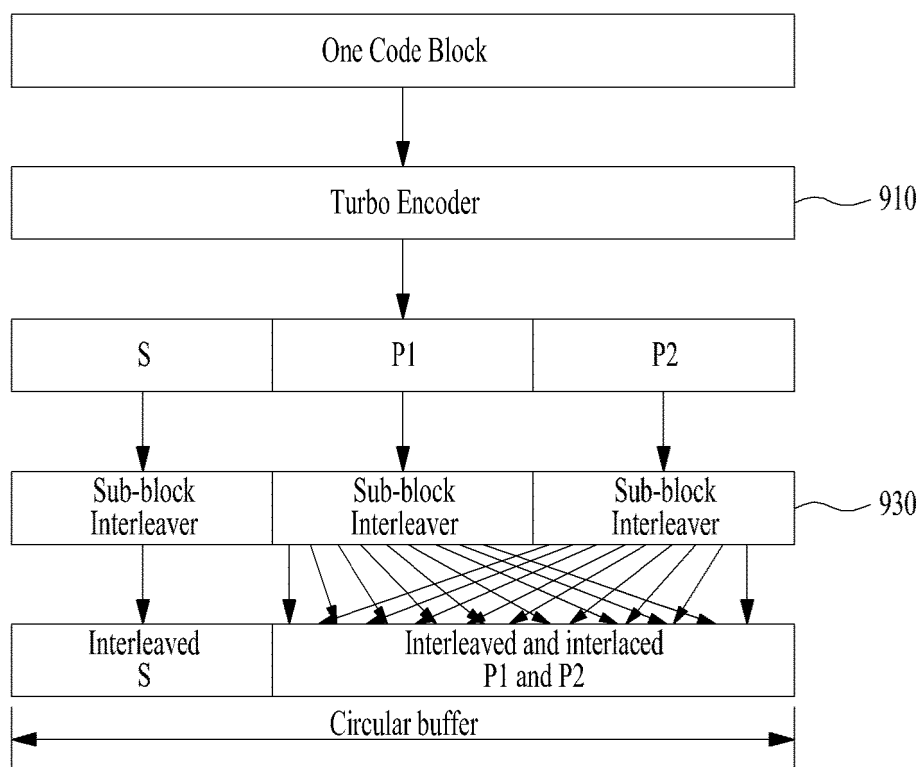 One Code Block
Turbo Encoder
910
S
P1
P2
Sub-block
Interleaver
Sub-block
Interleaver
Sub-block
Interleaver
930
Interleaved
S
Interleaved and interlaced
P1 and P2
Circular buffer